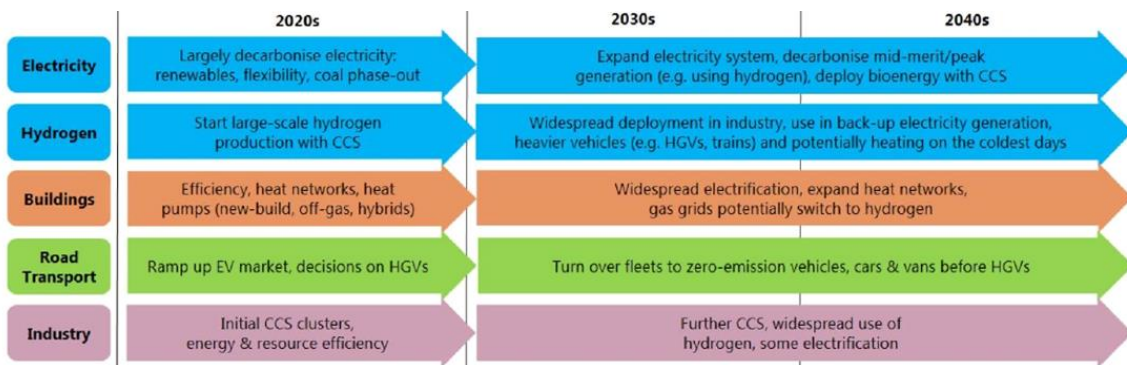 2020s 2030s 2040s
Electricity
Largely decarbonise electricity:
renewables, flexibility, coal phase-out
Expand electricity system, decarbonise mid-merit/peak
generation (e.g. using hydrogen), deploy bioenergy with CCS
Hydrogen
Start large-scale hydrogen
production with CCS
Widespread deployment in industry, use in back-up electricity generation,
heavier vehicles (e.g. HGVs, trains) and potentially heating on the coldest days
Buildings
Efficiency, heat networks, heat
pumps (new-build, off-gas, hybrids)
Widespread electrification, expand heat networks,
gas grids potentially switch to hydrogen
Road
Transport
Ramp up EV market, decisions on HGVs
Turn over fleets to zero-emission vehicles, cars & vans before HGVs
Industry
Initial CCS clusters,
energy & resource efficiency
Further CCS, widespread use of
hydrogen, some electrification